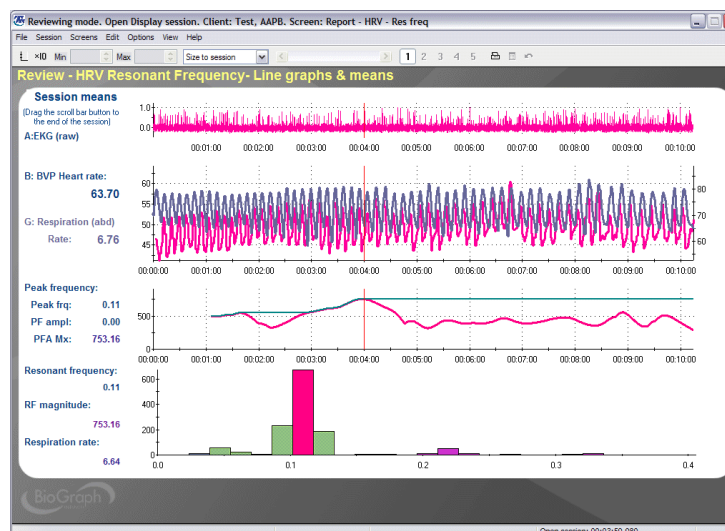 Reviewing mode. Open Display session. Client: Test, AAPB. Screen: Report - HRV - Res freq
File Session Screens Edit Options View Help
×10 Min Max Size to session 1 2 3 4 5
Review - HRV Resonant Frequency- Line graphs & means
Session means
(Drag the scroll bar button to
the end of the session)
A:EKG (raw)
1.0
0.0
00:01:00 00:02:00 00:03:00 00:04:00 00:05:00 00:06:00 00:07:00 00:08:00 00:09:00 00:10:00
B: BVP Heart rate:
63.70
G: Respiration (abd)
Rate: 6.76
60
55
50
45
80
70
60
00:00:00 00:01:00 00:02:00 00:03:00 00:04:00 00:05:00 00:06:00 00:07:00 00:08:00 00:09:00 00:10:00
Peak frequency:
Peak frq: 0.11
PF ampl: 0.00
PFA Mx: 753.16
500
0
00:00:00 00:01:00 00:02:00 00:03:00 00:04:00 00:05:00 00:06:00 00:07:00 00:08:00 00:09:00 00:10:00
Resonant frequency:
0.11
RF magnitude:
753.16
Respiration rate:
6.64
600
400
200
0
0.0 0.1 0.2 0.3 0.4
BioGraph